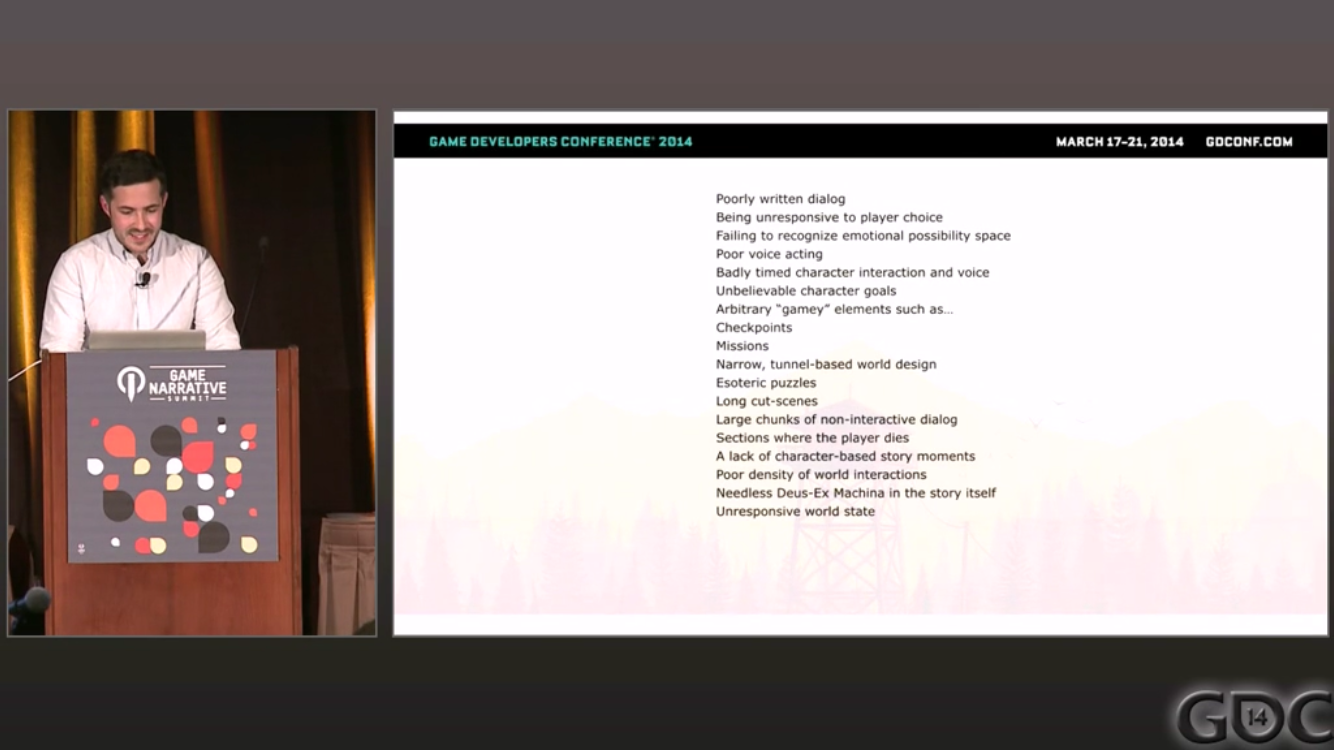 GAME DEVELOPERS CONFERENCE® 2014
MARCH 17-21, 2014 GDCONF.COM
Poorly written dialog
Being unresponsive to player choice
Failing to recognize emotional possibility space
Poor voice acting
Badly timed character interaction and voice
Unbelievable character goals
Arbitrary “gamey” elements such as…
Checkpoints
Missions
Narrow, tunnel-based world design
Esoteric puzzles
Long cut-scenes
Large chunks of non-interactive dialog
Sections where the player dies
A lack of character-based story moments
Poor density of world interactions
Needless Deus-Ex Machina in the story itself
Unresponsive world state
GAME
NARRATIVE
SUMMIT
GDC
14